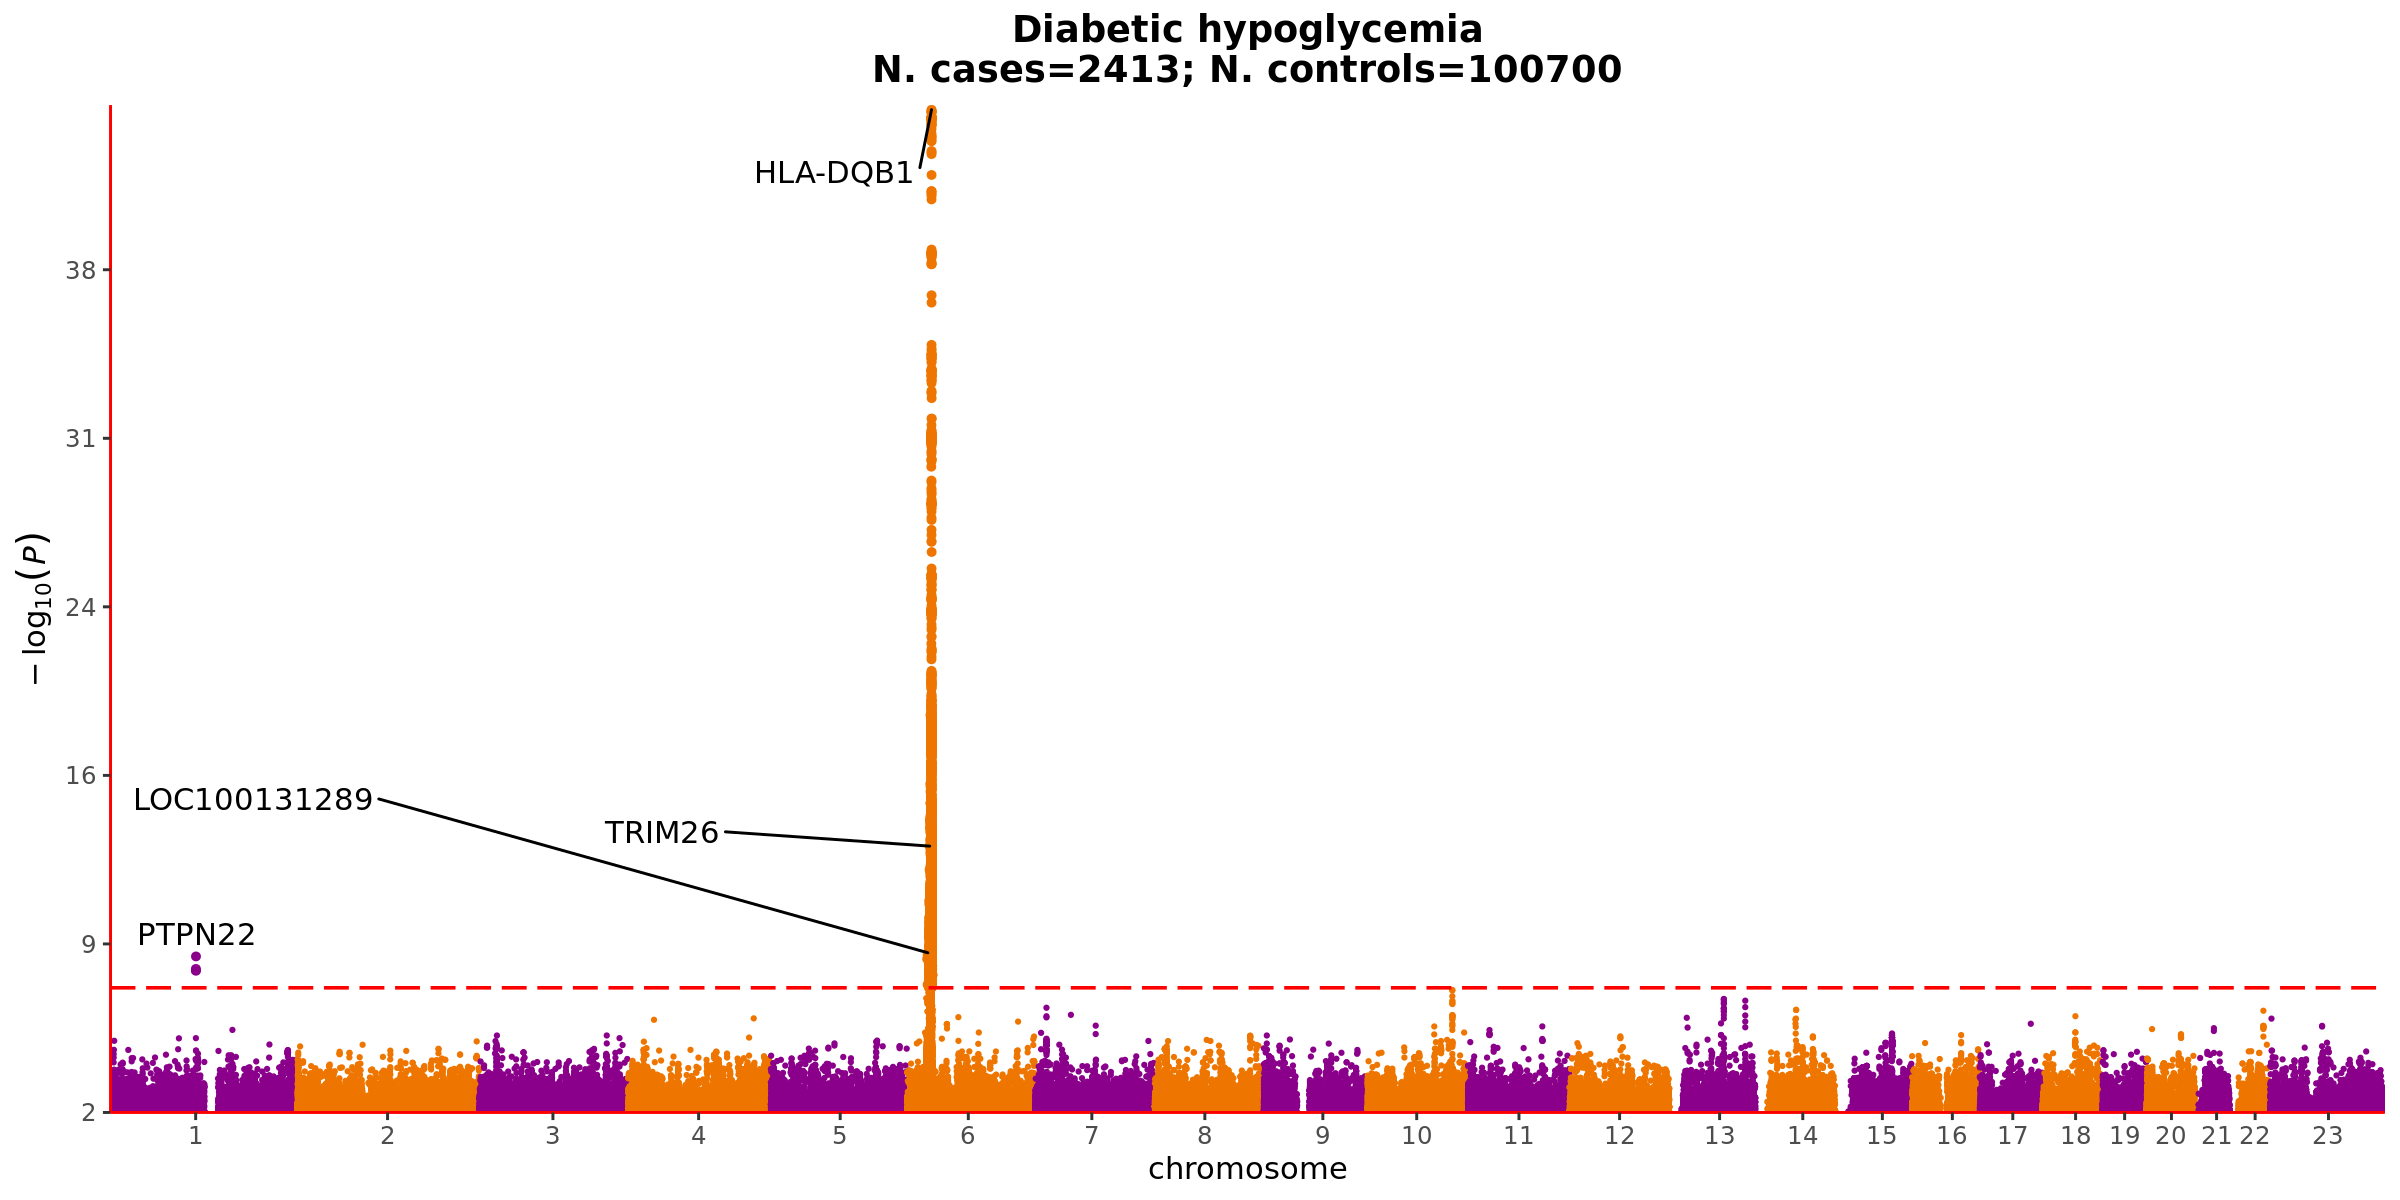 Diabetic hypoglycemia
N. cases=2413; N. controls=100700
HLA-DQB1
38
31
− log10(P)
24
16
LOC100131289
TRIM26
PTPN22
9
2
1 2 3 4 5 6 7 8 9 10 11 12 13 14 15 16 17 18 19 20 21 22 23
chromosome